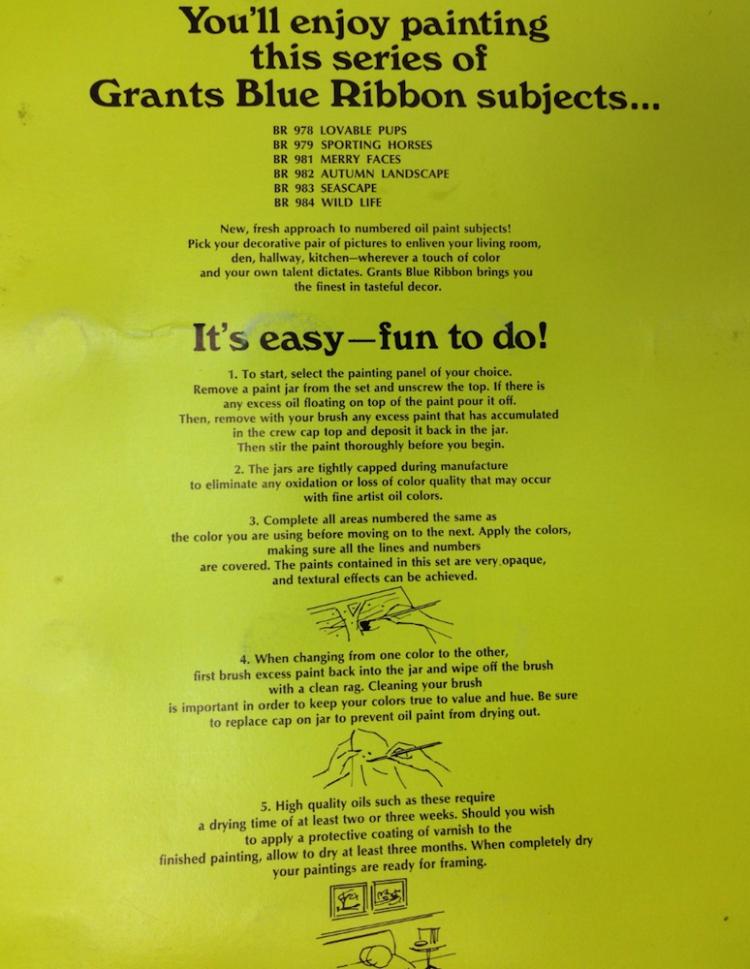 You'll enjoy painting
this series of
Grants Blue Ribbon subjects...
BR 978 LOVABLE PUPS
BR 979 SPORTING HORSES
BR 981 MERRY FACES
BR 982 AUTUMN LANDSCAPE
BR 983 SEASCAPE
BR 984 WILD LIFE
New, fresh approach to numbered oil paint subjects!
Pick your decorative pair of pictures to enliven your living room,
den, hallway, kitchen—wherever a touch of color
and your own talent dictates. Grants Blue Ribbon brings you
the finest in tasteful decor.
It's easy—fun to do!
1. To start, select the painting panel of your choice.
Remove a paint jar from the set and unscrew the top. If there is
any excess oil floating on top of the paint pour it off.
Then, remove with your brush any excess paint that has accumulated
in the crew cap top and deposit it back in the jar.
Then stir the paint thoroughly before you begin.
2. The jars are tightly capped during manufacture
to eliminate any oxidation or loss of color quality that may occur
with fine artist oil colors.
3. Complete all areas numbered the same as
the color you are using before moving on to the next. Apply the colors,
making sure all the lines and numbers
are covered. The paints contained in this set are very opaque,
and textural effects can be achieved.
4. When changing from one color to the other,
first brush excess paint back into the jar and wipe off the brush
with a clean rag. Cleaning your brush
is important in order to keep your colors true to value and hue. Be sure
to replace cap on jar to prevent oil paint from drying out.
5. High quality oils such as these require
a drying time of at least two or three weeks. Should you wish
to apply a protective coating of varnish to the
finished painting, allow to dry at least three months. When completely dry
your paintings are ready for framing.